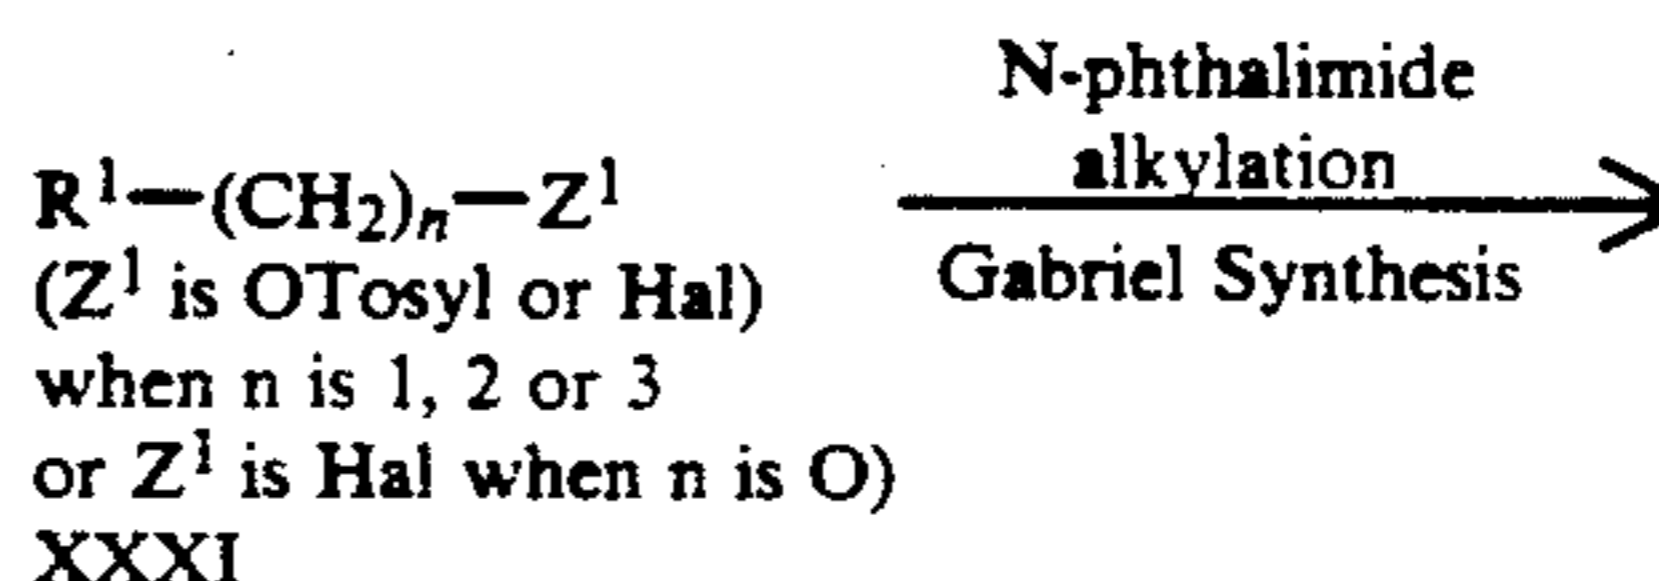 N-phthalimide
alkylation
R¹—(CH₂)ₙ—Z¹
Gabriel Synthesis
(Z¹ is OTosyl or Hal)
when n is 1, 2 or 3
or Z¹ is Hal when n is O)
XXXI